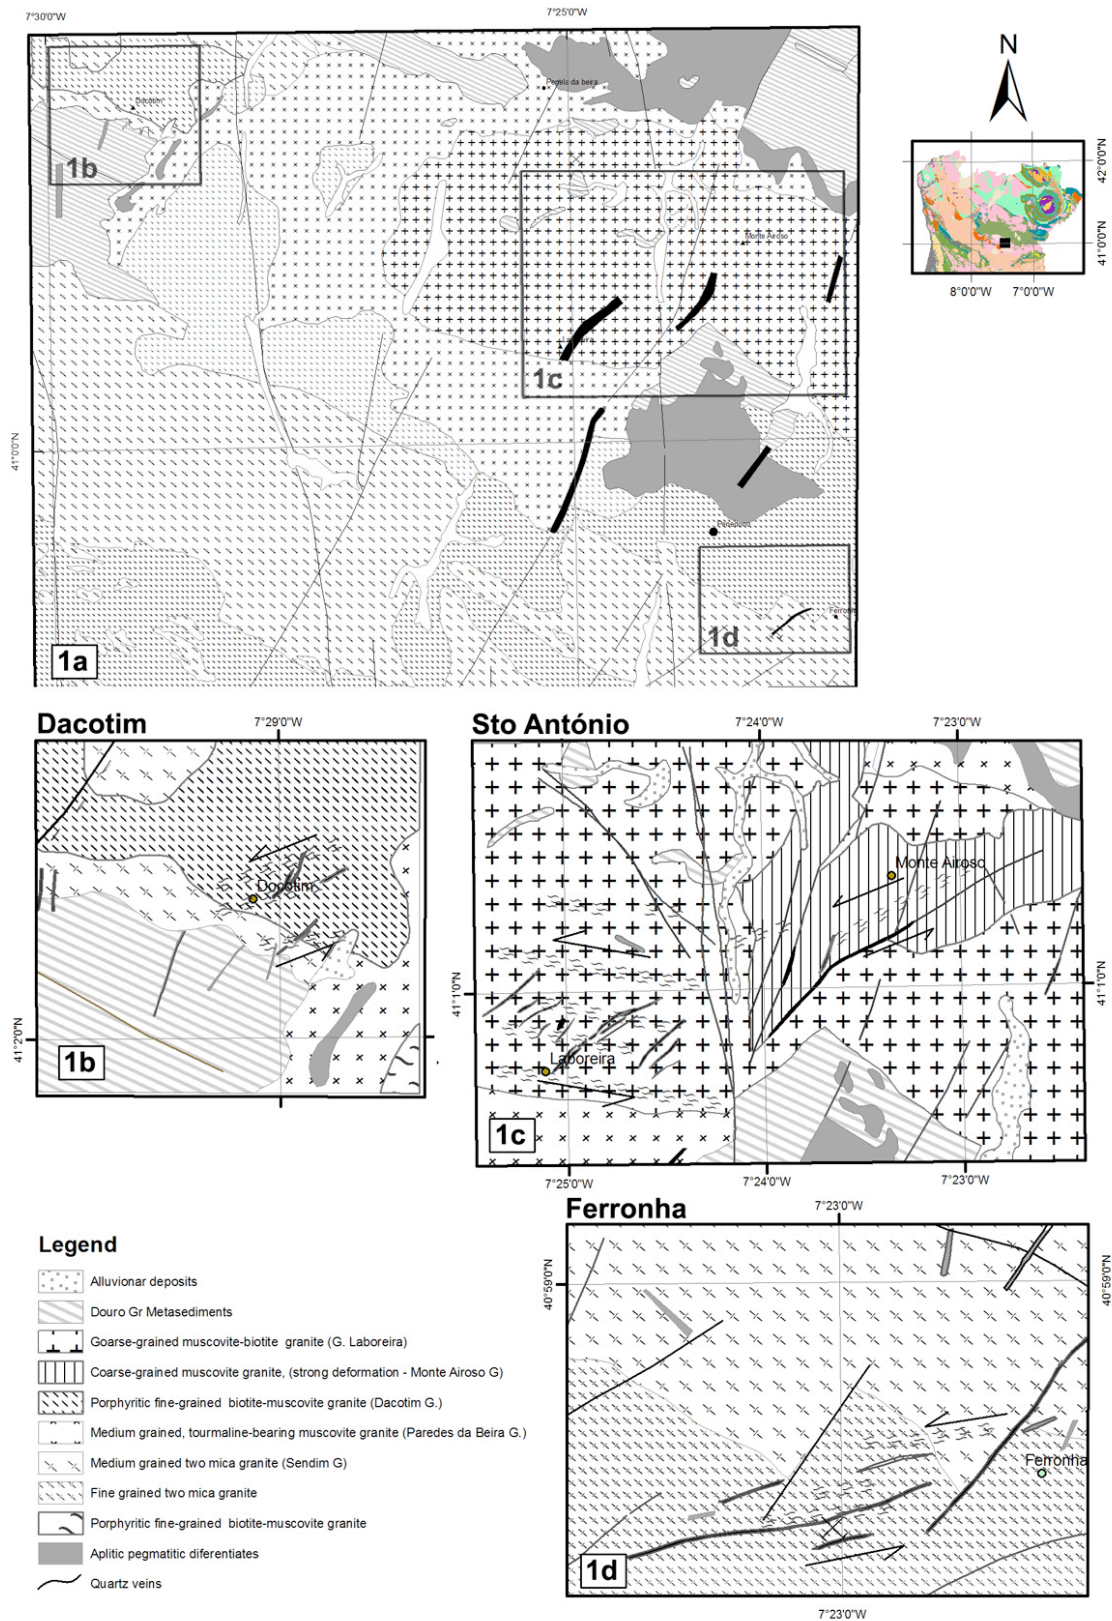 7°30'0"W
7°25'0"W
Penela da beira
Dacotim
1b
Monte Airoso
1c
41°0'0"N
Penedono
1d
1a
N
42°0'0"N
41°0'0"N
8°0'0"W
7°0'0"W
Dacotim
7°29'0"W
Dacotim
41°2'0"N
1b
Sto António
7°24'0"W
7°23'0"W
Monte Airosc
41°1'0"N
41°1'0"N
Laboreira
1c
7°25'0"W
7°24'0"W
7°23'0"W
Ferronha
7°23'0"W
40°59'0"N
40°59'0"N
Ferronha
1d
7°23'0"W
Legend
Alluvionar deposits
Douro Gr Metasediments
Goarse-grained muscovite-biotite granite (G. Laboreira)
Coarse-grained muscovite granite, (strong deformation - Monte Airoso G)
Porphyritic fine-grained biotite-muscovite granite (Dacotim G.)
Medium grained, tourmaline-bearing muscovite granite (Paredes da Beira G.)
Medium grained two mica granite (Sendim G)
Fine grained two mica granite
Porphyritic fine-grained biotite-muscovite granite
Aplitic pegmatitic diferentiates
Quartz veins